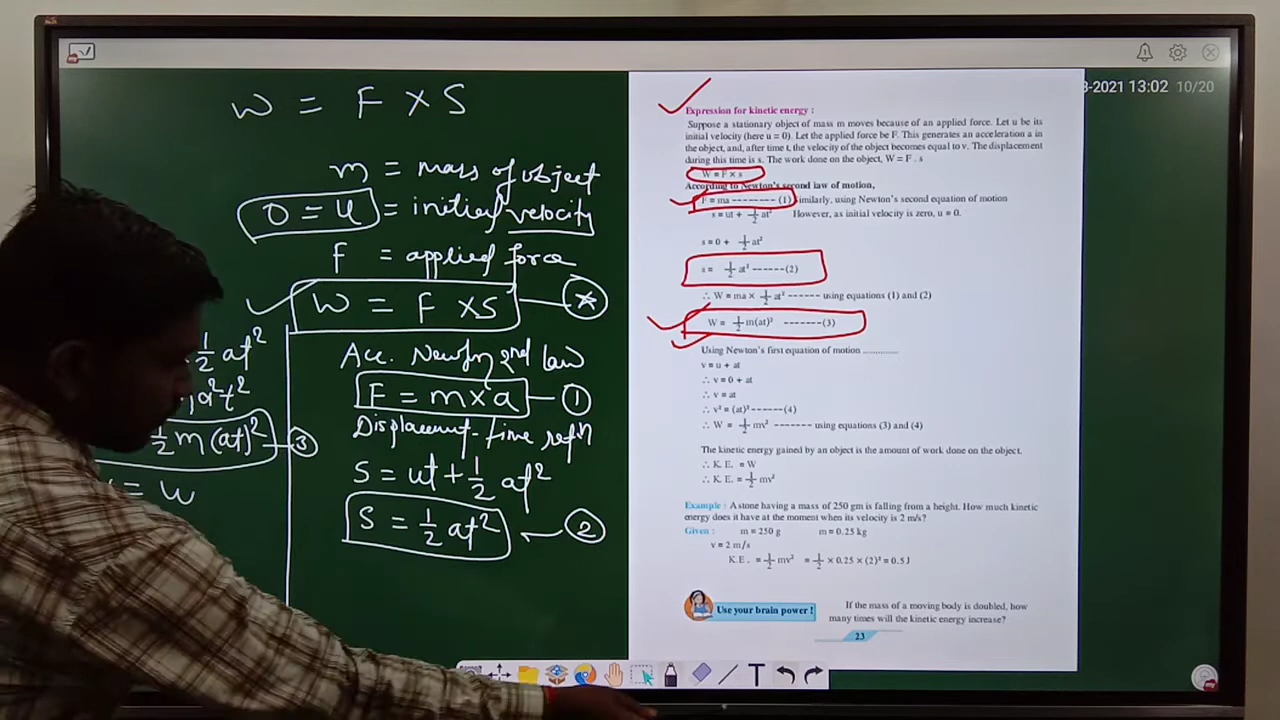 -2021 13:02 10/20
W = F × S
m = mass of object
0 = u = initial velocity
F = applied force
W = F × S
Acc. 2nd law
F = m×a — 1
S = ut + 1/2 at²
S = 1/2 at² — 2
1/2 at²
a²t²
1/2 m(at)² — 3
= W
Expression for kinetic energy :
Suppose a stationary object of mass m moves because of an applied force. Let u be its
initial velocity (here u = 0). Let the applied force be F. This generates an acceleration a in
the object, and, after time t, the velocity of the object becomes equal to v. The displacement
during this time is s. The work done on the object, W = F . s
W = F × s
According to Newton's second law of motion,
F = ma --------- (1) Similarly, using Newton's second equation of motion
s = ut + 1/2 at² However, as initial velocity is zero, u = 0.
s = 0 + 1/2 at²
s = 1/2 at² ------(2)
∴ W = ma × 1/2 at² ------ using equations (1) and (2)
W = 1/2 m(at)² -------(3)
Using Newton's first equation of motion .............
v = u + at
∴ v = 0 + at
∴ v = at
∴ v² = (at)² ------(4)
∴ W = 1/2 mv² ------- using equations (3) and (4)
The kinetic energy gained by an object is the amount of work done on the object.
∴ K. E. = W
∴ K. E. = 1/2 mv²
Example : A stone having a mass of 250 gm is falling from a height. How much kinetic
energy does it have at the moment when its velocity is 2 m/s?
Given : m = 250 g m = 0.25 kg
v = 2 m/s
K.E. = 1/2 mv² = 1/2 × 0.25 × (2)² = 0.5 J
Use your brain power !
If the mass of a moving body is doubled, how
many times will the kinetic energy increase?
23
T